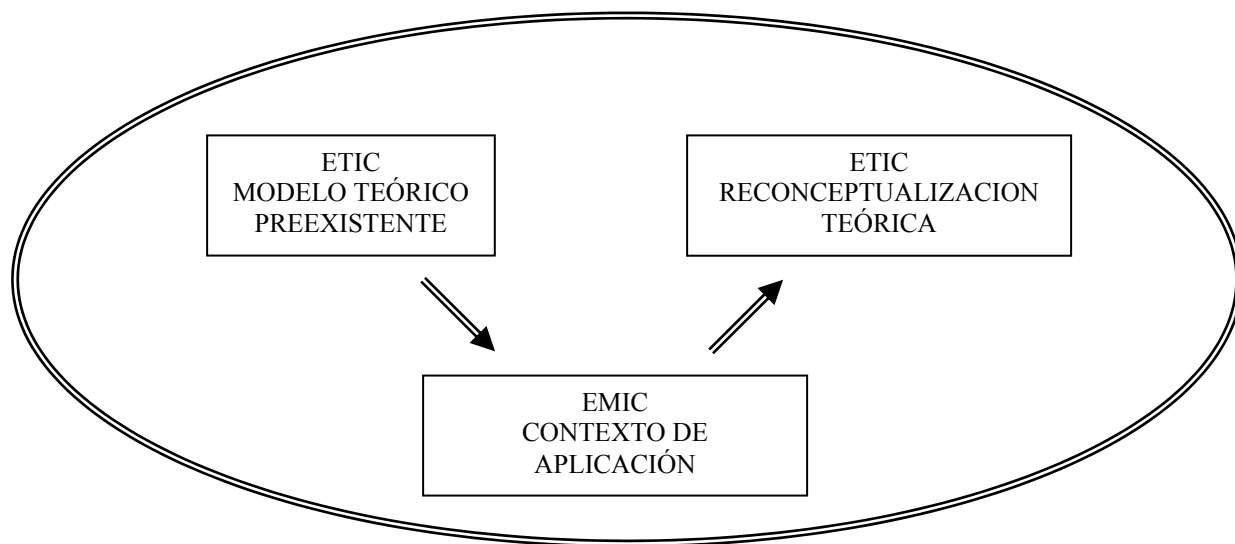 ETIC
MODELO TEÓRICO
PREEXISTENTE
ETIC
RECONCEPTUALIZACION
TEÓRICA
EMIC
CONTEXTO DE
APLICACIÓN